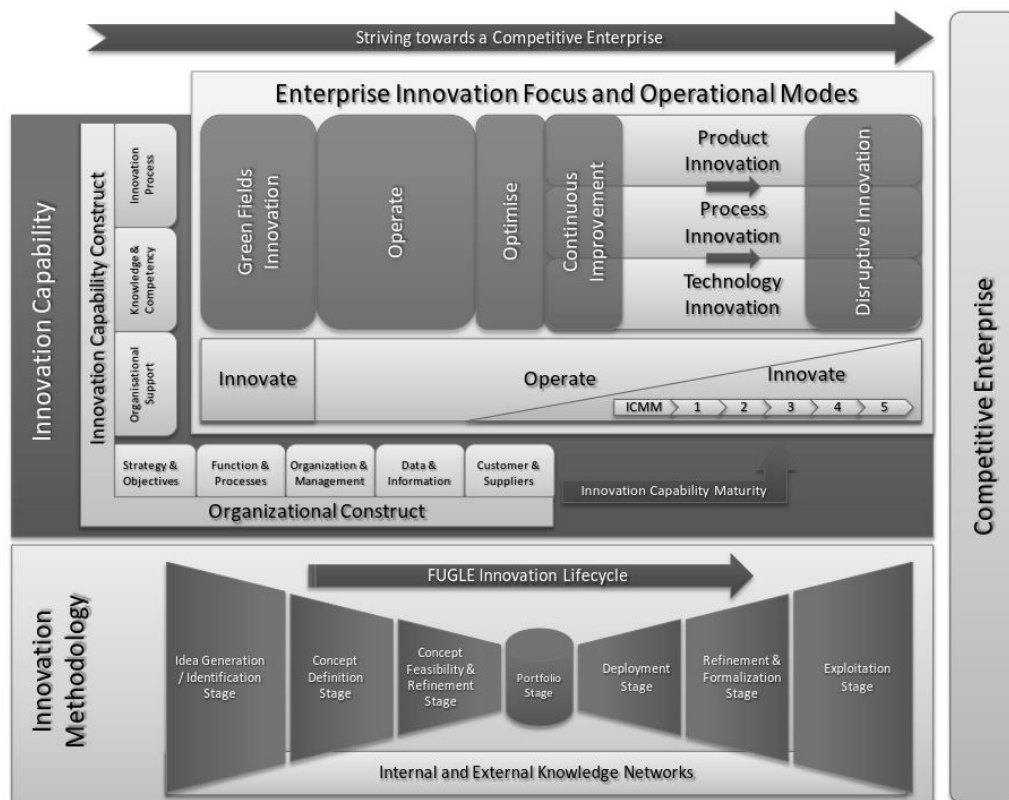 Striving towards a Competitive Enterprise
Enterprise Innovation Focus and Operational Modes
Innovation Capability
Innovation Capability Construct
Innovation
Process
Knowledge &
Competency
Organisational
Support
Green Fields
Innovation
Operate
Optimise
Continuous
Improvement
Product
Innovation
Process
Innovation
Technology
Innovation
Disruptive Innovation
Innovate
Operate
Innovate
ICMM
1
2
3
4
5
Strategy &
Objectives
Function &
Processes
Organization &
Management
Data &
Information
Customer &
Suppliers
Organizational Construct
Innovation Capability Maturity
Competitive Enterprise
Innovation
Methodology
FUGLE Innovation Lifecycle
Idea Generation
/ Identification
Stage
Concept
Definition
Stage
Concept
Feasibility &
Refinement
Stage
Portfolio
Stage
Deployment
Stage
Refinement &
Formalization
Stage
Exploitation
Stage
Internal and External Knowledge Networks